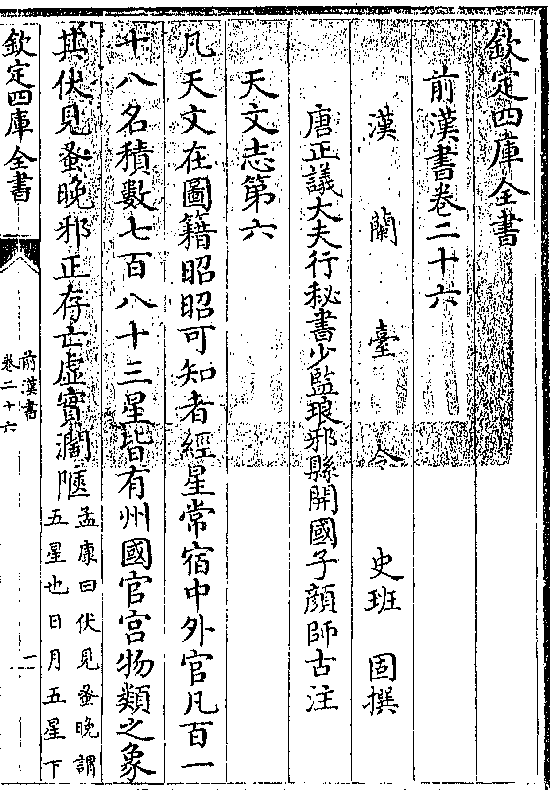 欽定四庫全書
前漢書卷二十六
漢蘭臺令史班固撰
唐正議大夫行秘書少監琅邪縣開國子顔師古注
天文志第六
凡天文在圖籍昭昭可知者經星常宿中外官凡百一
十八名積數七百八十三星皆有州國官宮物類之象
其伏見蚤晚邪正存亡虛實濶陿
孟康曰伏見蚤晚謂
五星也日月五星下
欽定四庫全書
前漢書
卷二十六
一